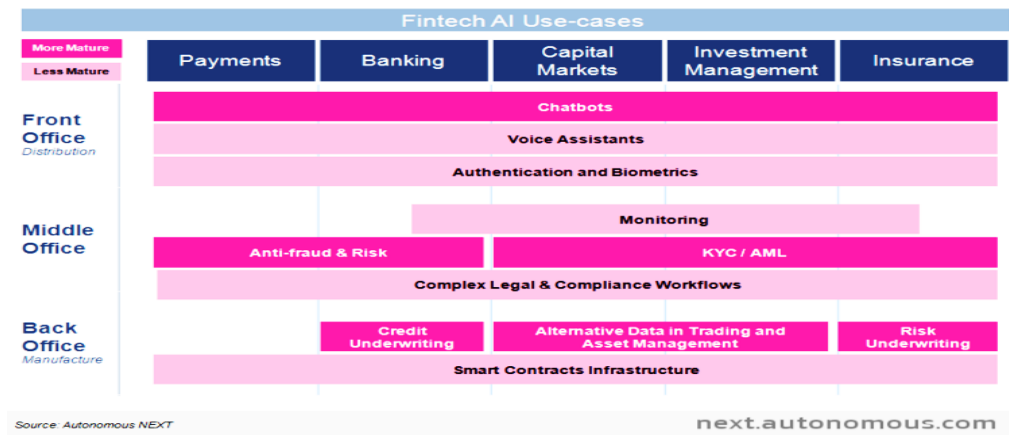 Fintech AI Use-cases
More Mature
Less Mature
Payments
Banking
Capital
Markets
Investment
Management
Insurance
Front
Office
Distribution
Chatbots
Voice Assistants
Authentication and Biometrics
Middle
Office
Monitoring
Anti-fraud & Risk
KYC / AML
Complex Legal & Compliance Workflows
Back
Office
Manufacture
Credit
Underwriting
Alternative Data in Trading and
Asset Management
Risk
Underwriting
Smart Contracts Infrastructure
Source: Autonomous NEXT
next.autonomous.com